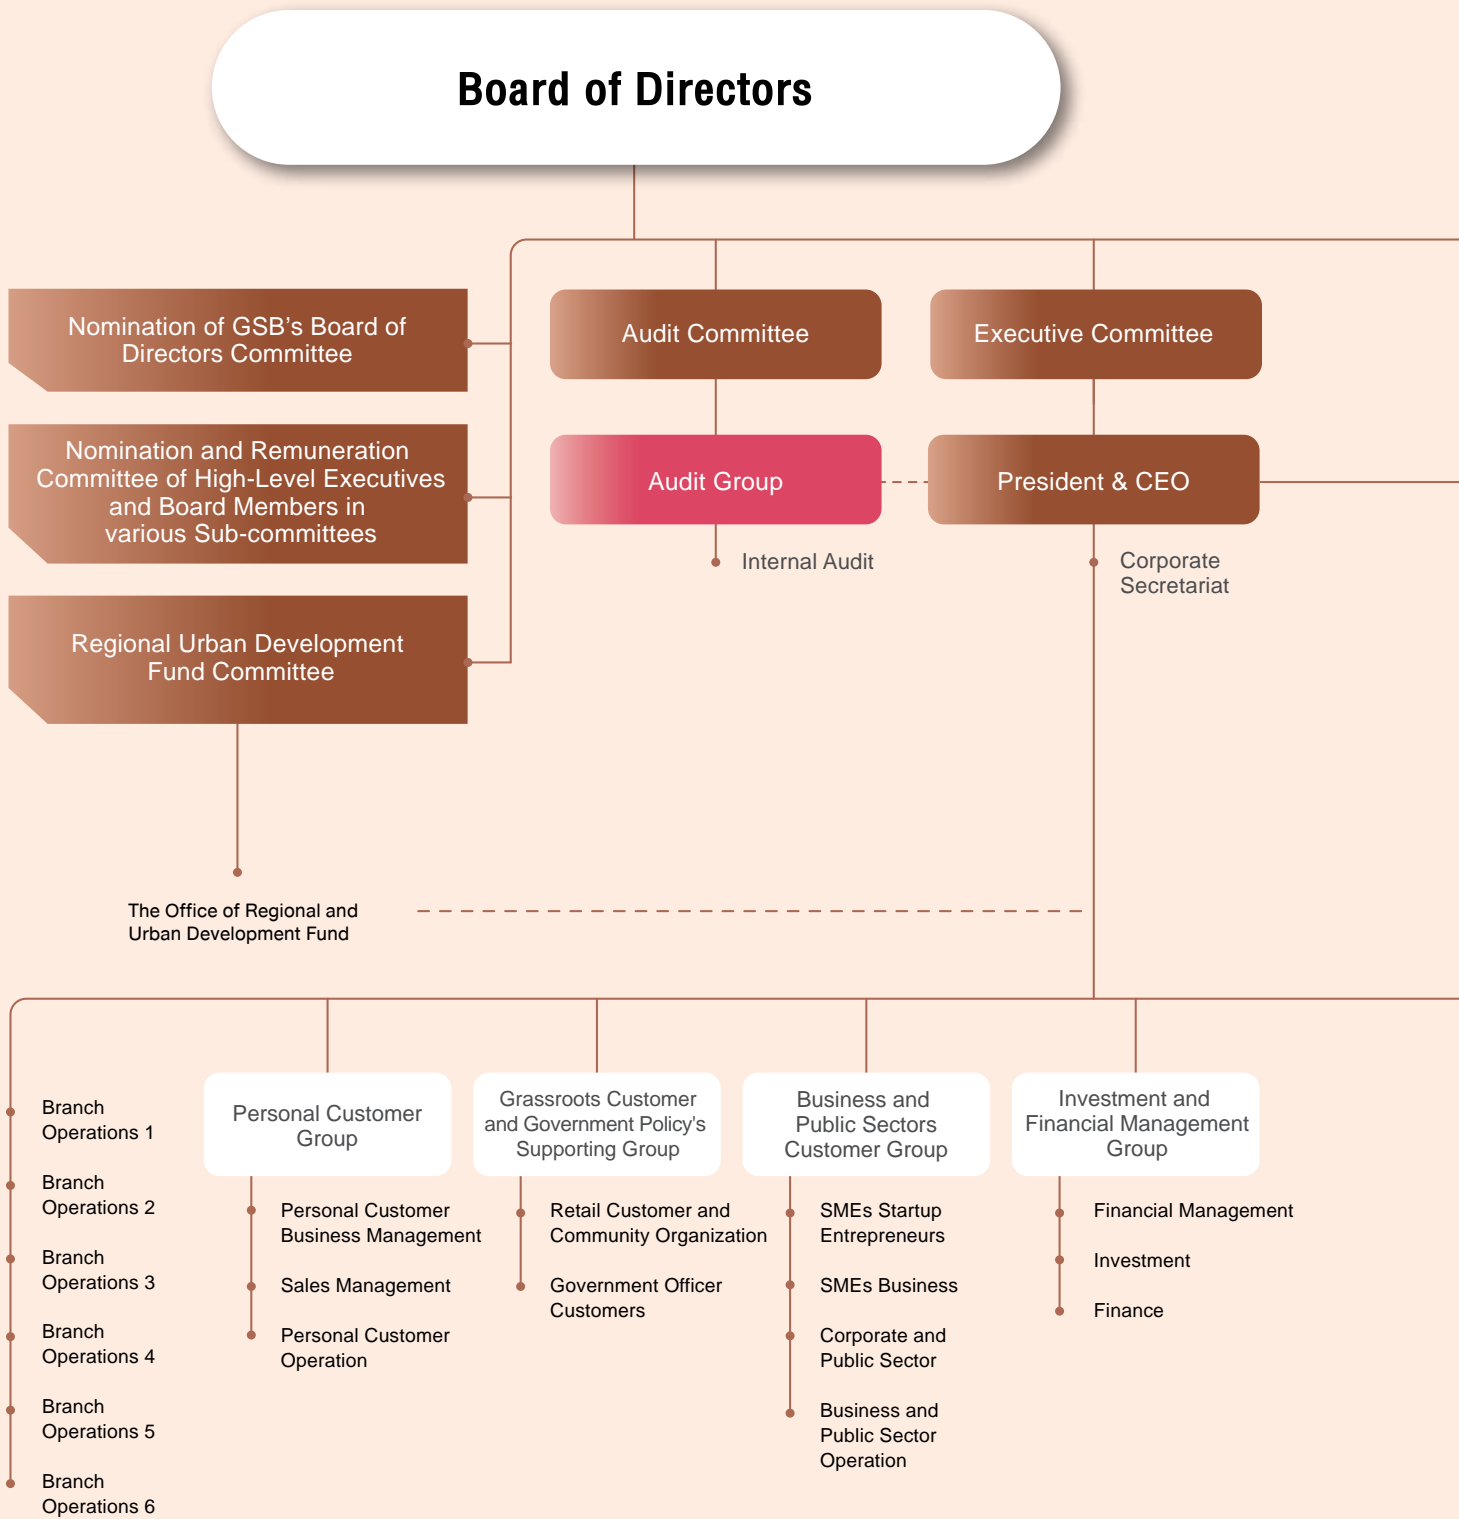 Board of Directors
Nomination of GSB’s Board of
Directors Committee
Audit Committee
Executive Committee
Nomination and Remuneration
Committee of High-Level Executives
and Board Members in
various Sub-committees
Audit Group
President & CEO
Internal Audit
Corporate
Secretariat
Regional Urban Development
Fund Committee
The Office of Regional and
Urban Development Fund
Branch
Operations 1
Branch
Operations 2
Branch
Operations 3
Branch
Operations 4
Branch
Operations 5
Branch
Operations 6
Personal Customer
Group
Personal Customer
Business Management
Sales Management
Personal Customer
Operation
Grassroots Customer
and Government Policy's
Supporting Group
Retail Customer and
Community Organization
Government Officer
Customers
Business and
Public Sectors
Customer Group
SMEs Startup
Entrepreneurs
SMEs Business
Corporate and
Public Sector
Business and
Public Sector
Operation
Investment and
Financial Management
Group
Financial Management
Investment
Finance